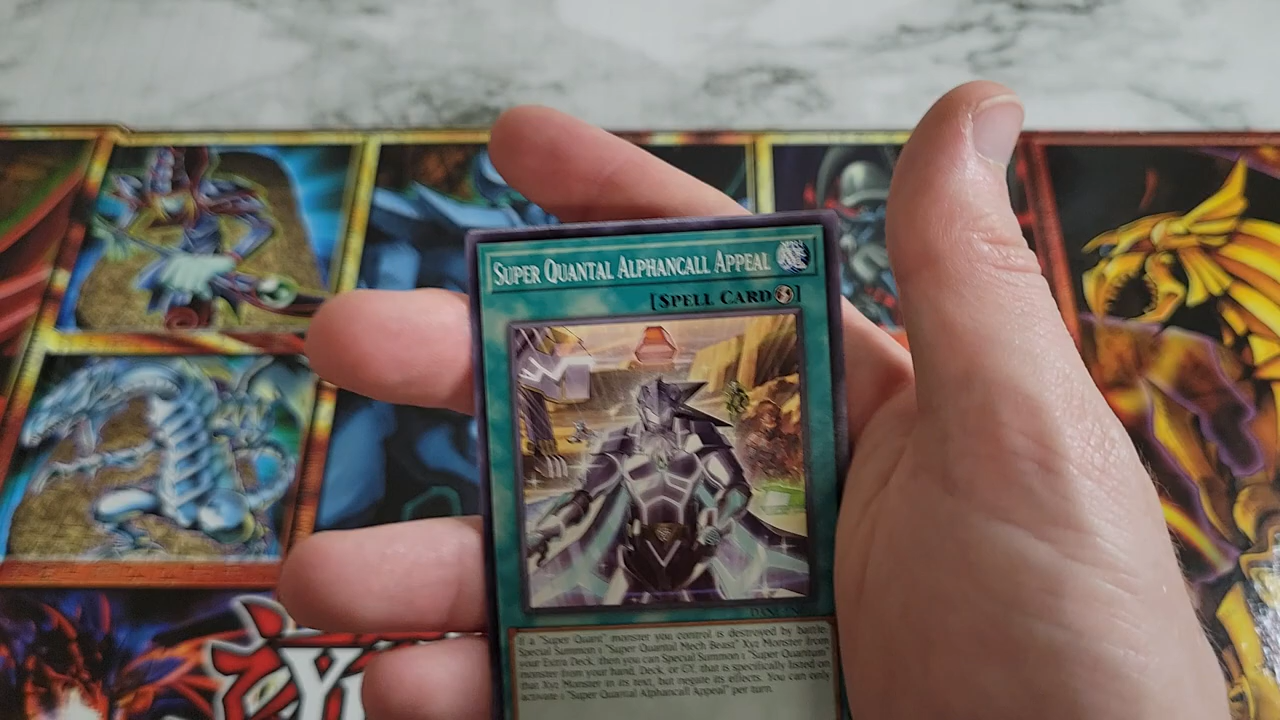 SUPER QUANTAL ALPHANCALL APPEAL
[SPELL CARD]
If a "Super Quant" monster you control is destroyed by battle:
Special Summon 1 "Super Quantal Mech Beast" Xyz Monster from
your Extra Deck, then you can Special Summon 1 "Super Quantum"
monster from your hand, Deck, or GY, that is specifically listed on
that Xyz Monster in its text, but negate its effects. You can only
activate 1 "Super Quantal Alphancall Appeal" per turn.